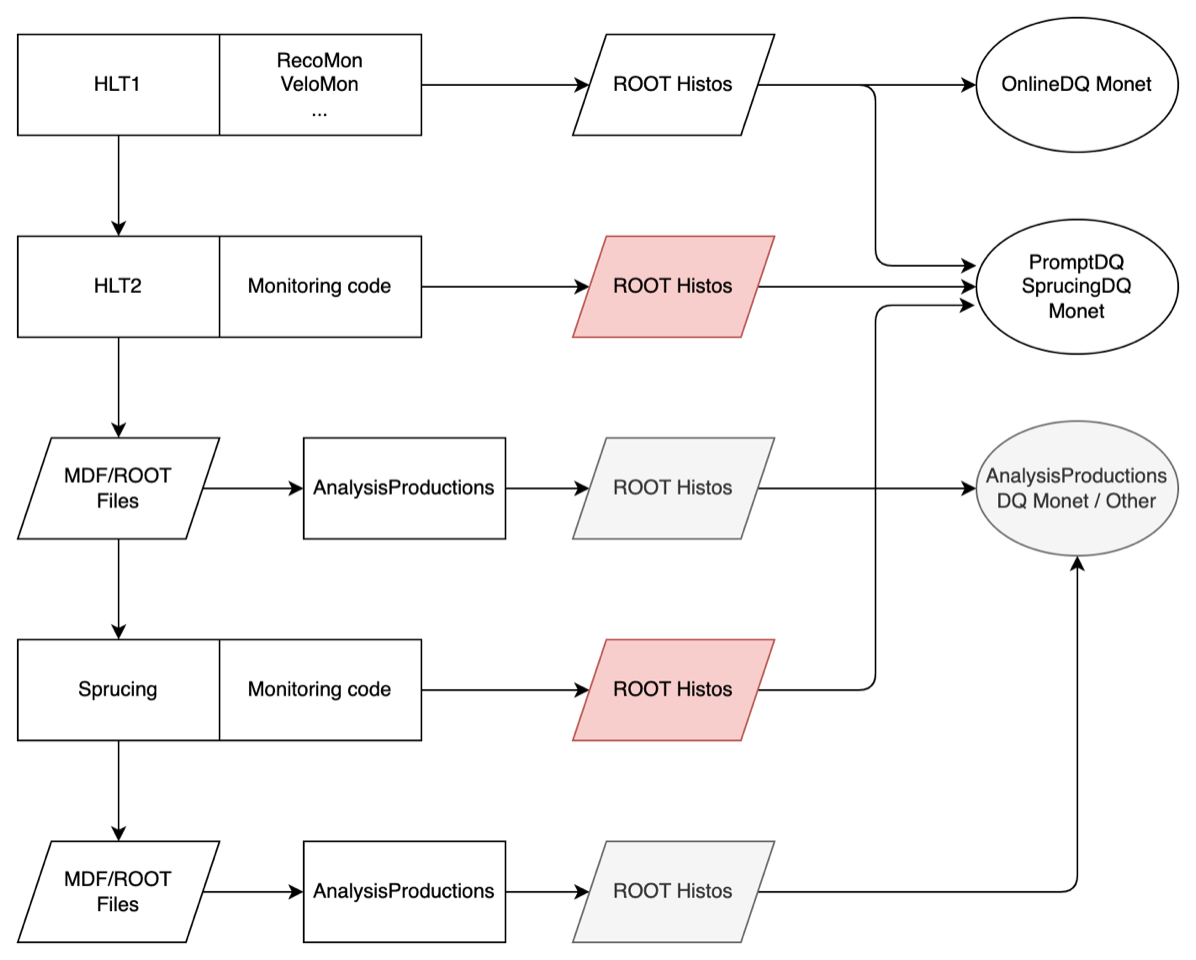 HLT1
RecoMon
VeloMon
...
ROOT Histos
OnlineDQ Monet
HLT2
Monitoring code
ROOT Histos
PromptDQ
SprucingDQ
Monet
MDF/ROOT
Files
AnalysisProductions
ROOT Histos
AnalysisProductions
DQ Monet / Other
Sprucing
Monitoring code
ROOT Histos
MDF/ROOT
Files
AnalysisProductions
ROOT Histos